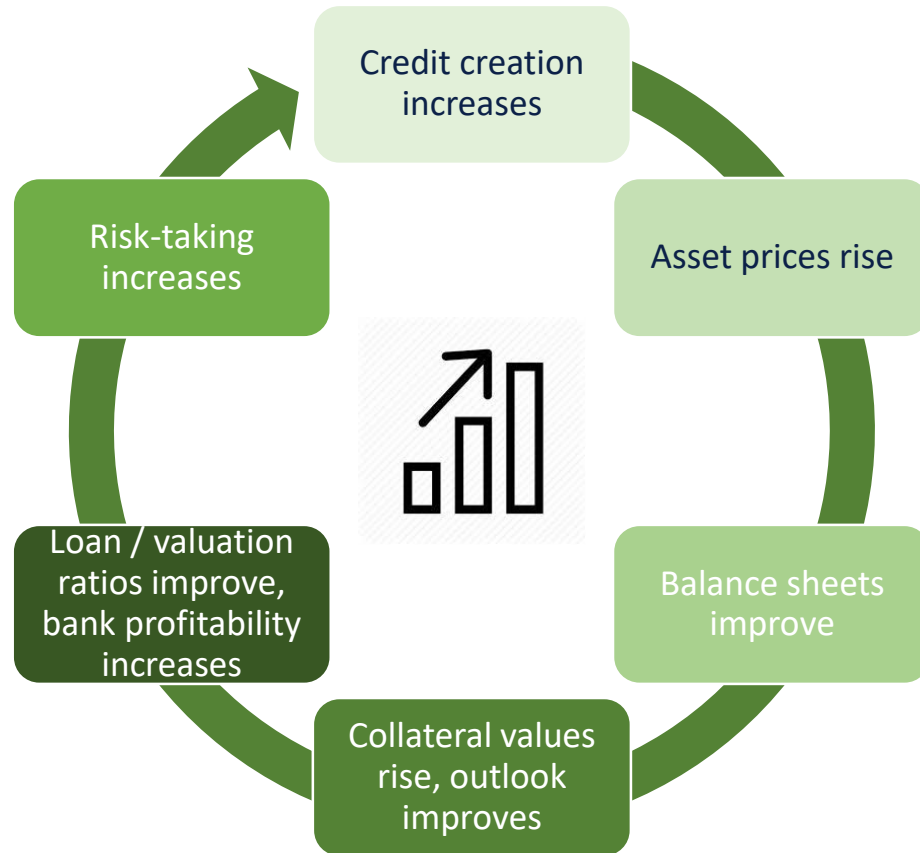 Credit creation
increases
Asset prices rise
Balance sheets
improve
Collateral values
rise, outlook
improves
Loan / valuation
ratios improve,
bank profitability
increases
Risk-taking
increases